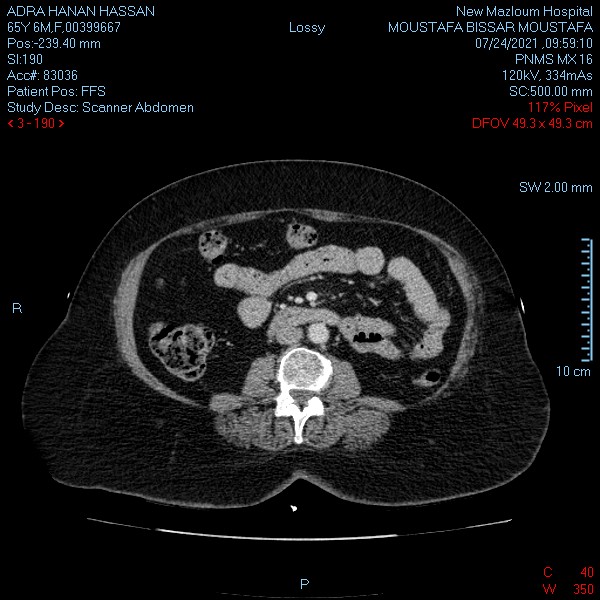 ADRA HANAN HASSAN
65Y 6M,F,00399667
Pos:-239.40 mm
SI:190
Acc#: 83036
Patient Pos: FFS
Study Desc: Scanner Abdomen
< 3 - 190 >
Lossy
New Mazloum Hospital
MOUSTAFA BISSAR MOUSTAFA
07/24/2021 ,09:59:10
PNMS MX 16
120kV, 334mAs
SC:500.00 mm
117% Pixel
DFOV 49.3 x 49.3 cm
SW 2.00 mm
R
10 cm
P
C 40
W 350